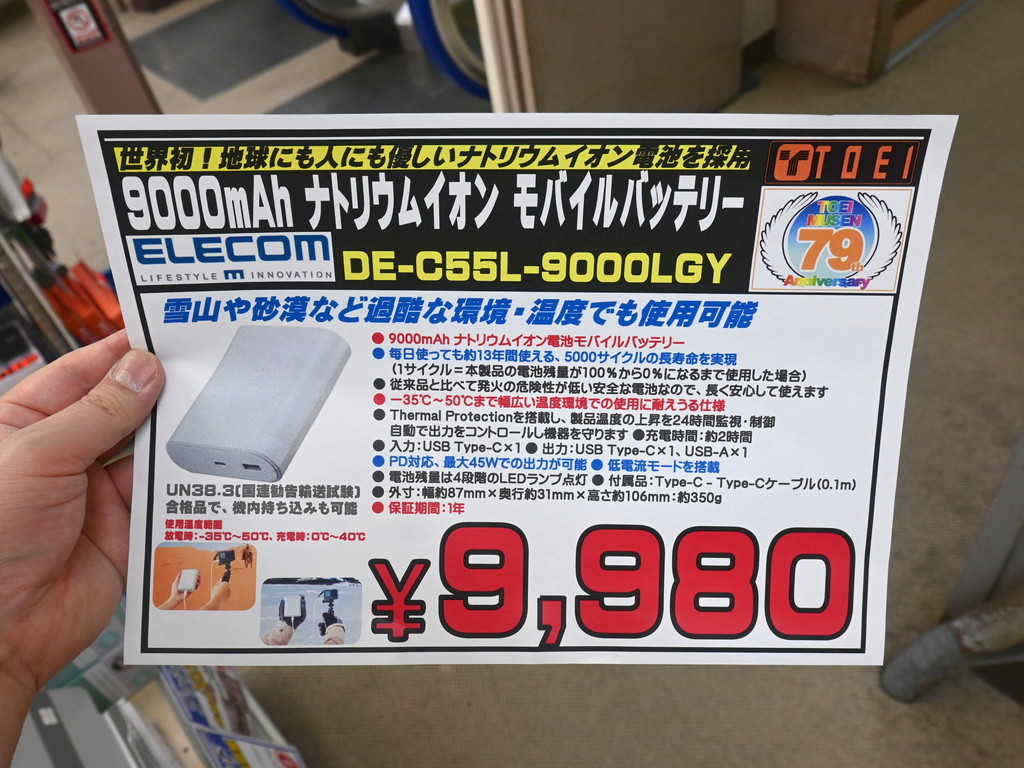 世界初！地球にも人にも優しいナトリウムイオン電池を採用
TOEI
9000mAh ナトリウムイオン モバイルバッテリー
TOEI
MUSEN
79th
Anniversary
ELECOM
LIFESTYLE INNOVATION
DE-C55L-9000LGY
雪山や砂漠など過酷な環境・温度でも使用可能
● 9000mAh ナトリウムイオン電池モバイルバッテリー
● 毎日使っても約13年間使える、5000サイクルの長寿命を実現
（1サイクル＝本製品の電池残量が100％から0％になるまで使用した場合）
● 従来品と比べて発火の危険性が低い安全な電池なので、長く安心して使えます
● −35℃〜50℃まで幅広い温度環境での使用に耐えうる仕様
● Thermal Protectionを搭載し、製品温度の上昇を24時間監視・制御
自動で出力をコントロールし機器を守ります ●充電時間：約2時間
● 入力：USB Type-C×1 ● 出力：USB Type-C×1、USB-A×1
● PD対応、最大45Wでの出力が可能 ● 低電流モードを搭載
● 電池残量は4段階のLEDランプ点灯 ● 付属品：Type-C - Type-Cケーブル(0.1m)
● 外寸：幅約87mm×奥行約31mm×高さ約106mm：約350g
● 保証期間：1年
UN38.3(国連勧告輸送試験)
合格品で、機内持ち込みも可能
使用温度範囲
放電時：-35℃〜50℃、充電時：0℃〜40℃
￥9,980